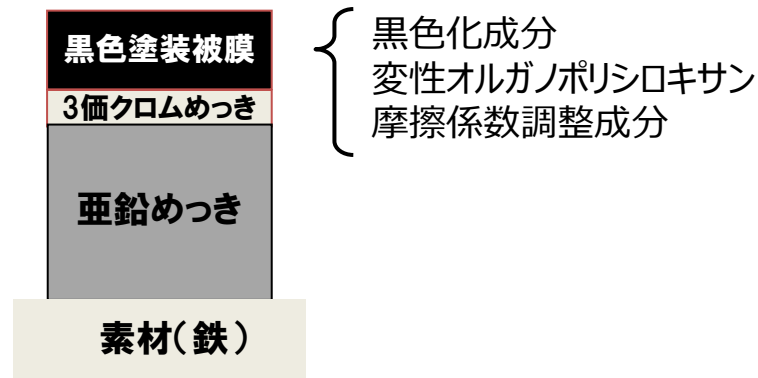 黒色塗装被膜
3価クロムめっき
亜鉛めっき
素材(鉄)
黒色化成分
変性オルガノポリシロキサン
摩擦係数調整成分